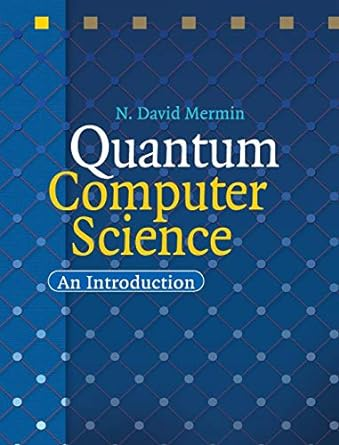 N. David Mermin
Quantum
Computer
Science
An Introduction